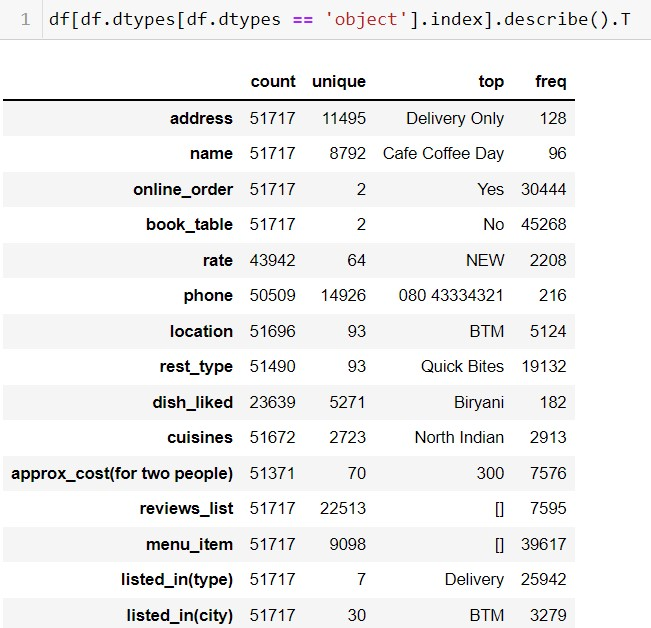 1 df[df.dtypes[df.dtypes == 'object'].index].describe().T
count unique top freq
address 51717 11495 Delivery Only 128
name 51717 8792 Cafe Coffee Day 96
online_order 51717 2 Yes 30444
book_table 51717 2 No 45268
rate 43942 64 NEW 2208
phone 50509 14926 080 43334321 216
location 51696 93 BTM 5124
rest_type 51490 93 Quick Bites 19132
dish_liked 23639 5271 Biryani 182
cuisines 51672 2723 North Indian 2913
approx_cost(for two people) 51371 70 300 7576
reviews_list 51717 22513 [] 7595
menu_item 51717 9098 [] 39617
listed_in(type) 51717 7 Delivery 25942
listed_in(city) 51717 30 BTM 3279